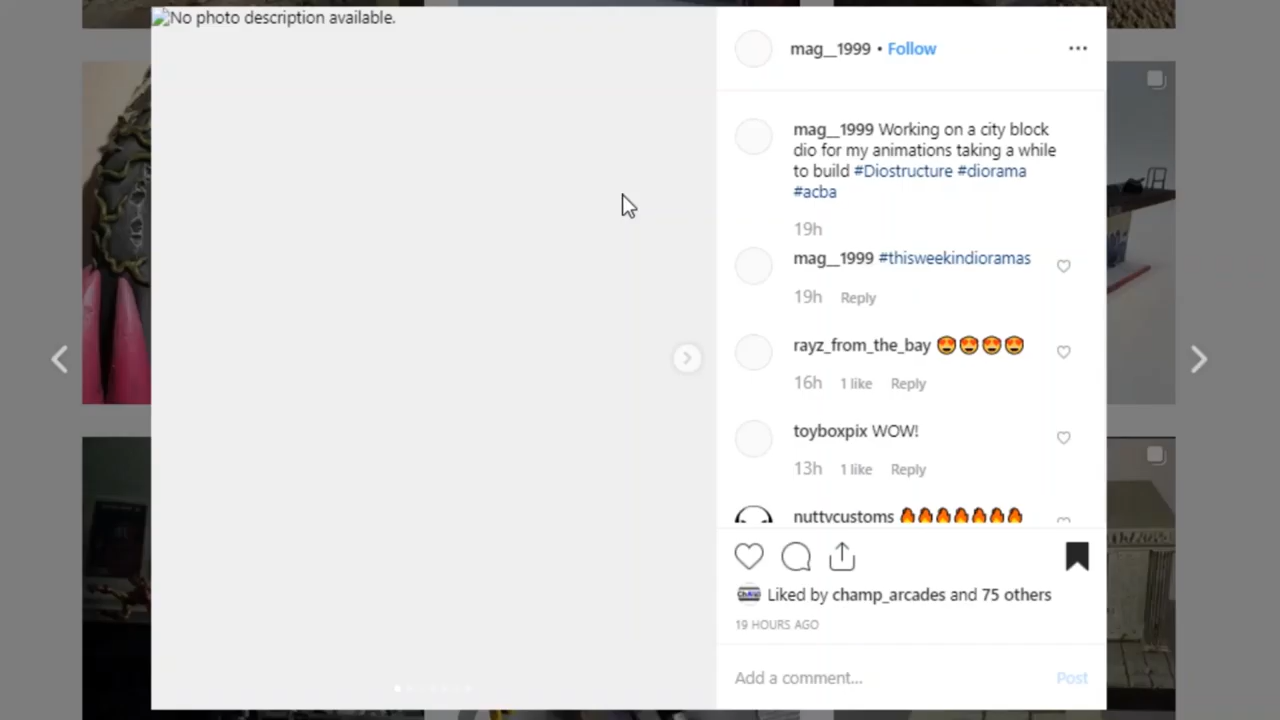 No photo description available.
mag__1999 • Follow
mag__1999 Working on a city block
dio for my animations taking a while
to build #Diostructure #diorama
#acba
19h
mag__1999 #thisweekindioramas
19h Reply
rayz_from_the_bay 😍😍😍😍
16h 1 like Reply
toyboxpix WOW!
13h 1 like Reply
nuttycustoms 🔥🔥🔥🔥🔥🔥🔥
Liked by champ_arcades and 75 others
19 HOURS AGO
Add a comment... Post